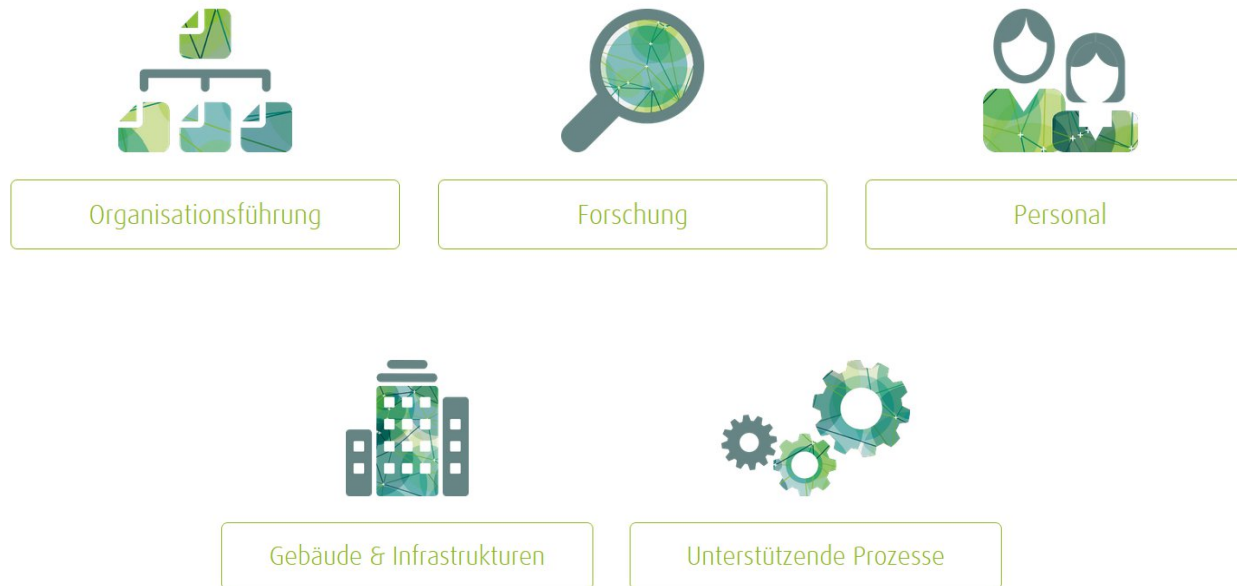 Organisationsführung
Forschung
Personal
Gebäude & Infrastrukturen
Unterstützende Prozesse